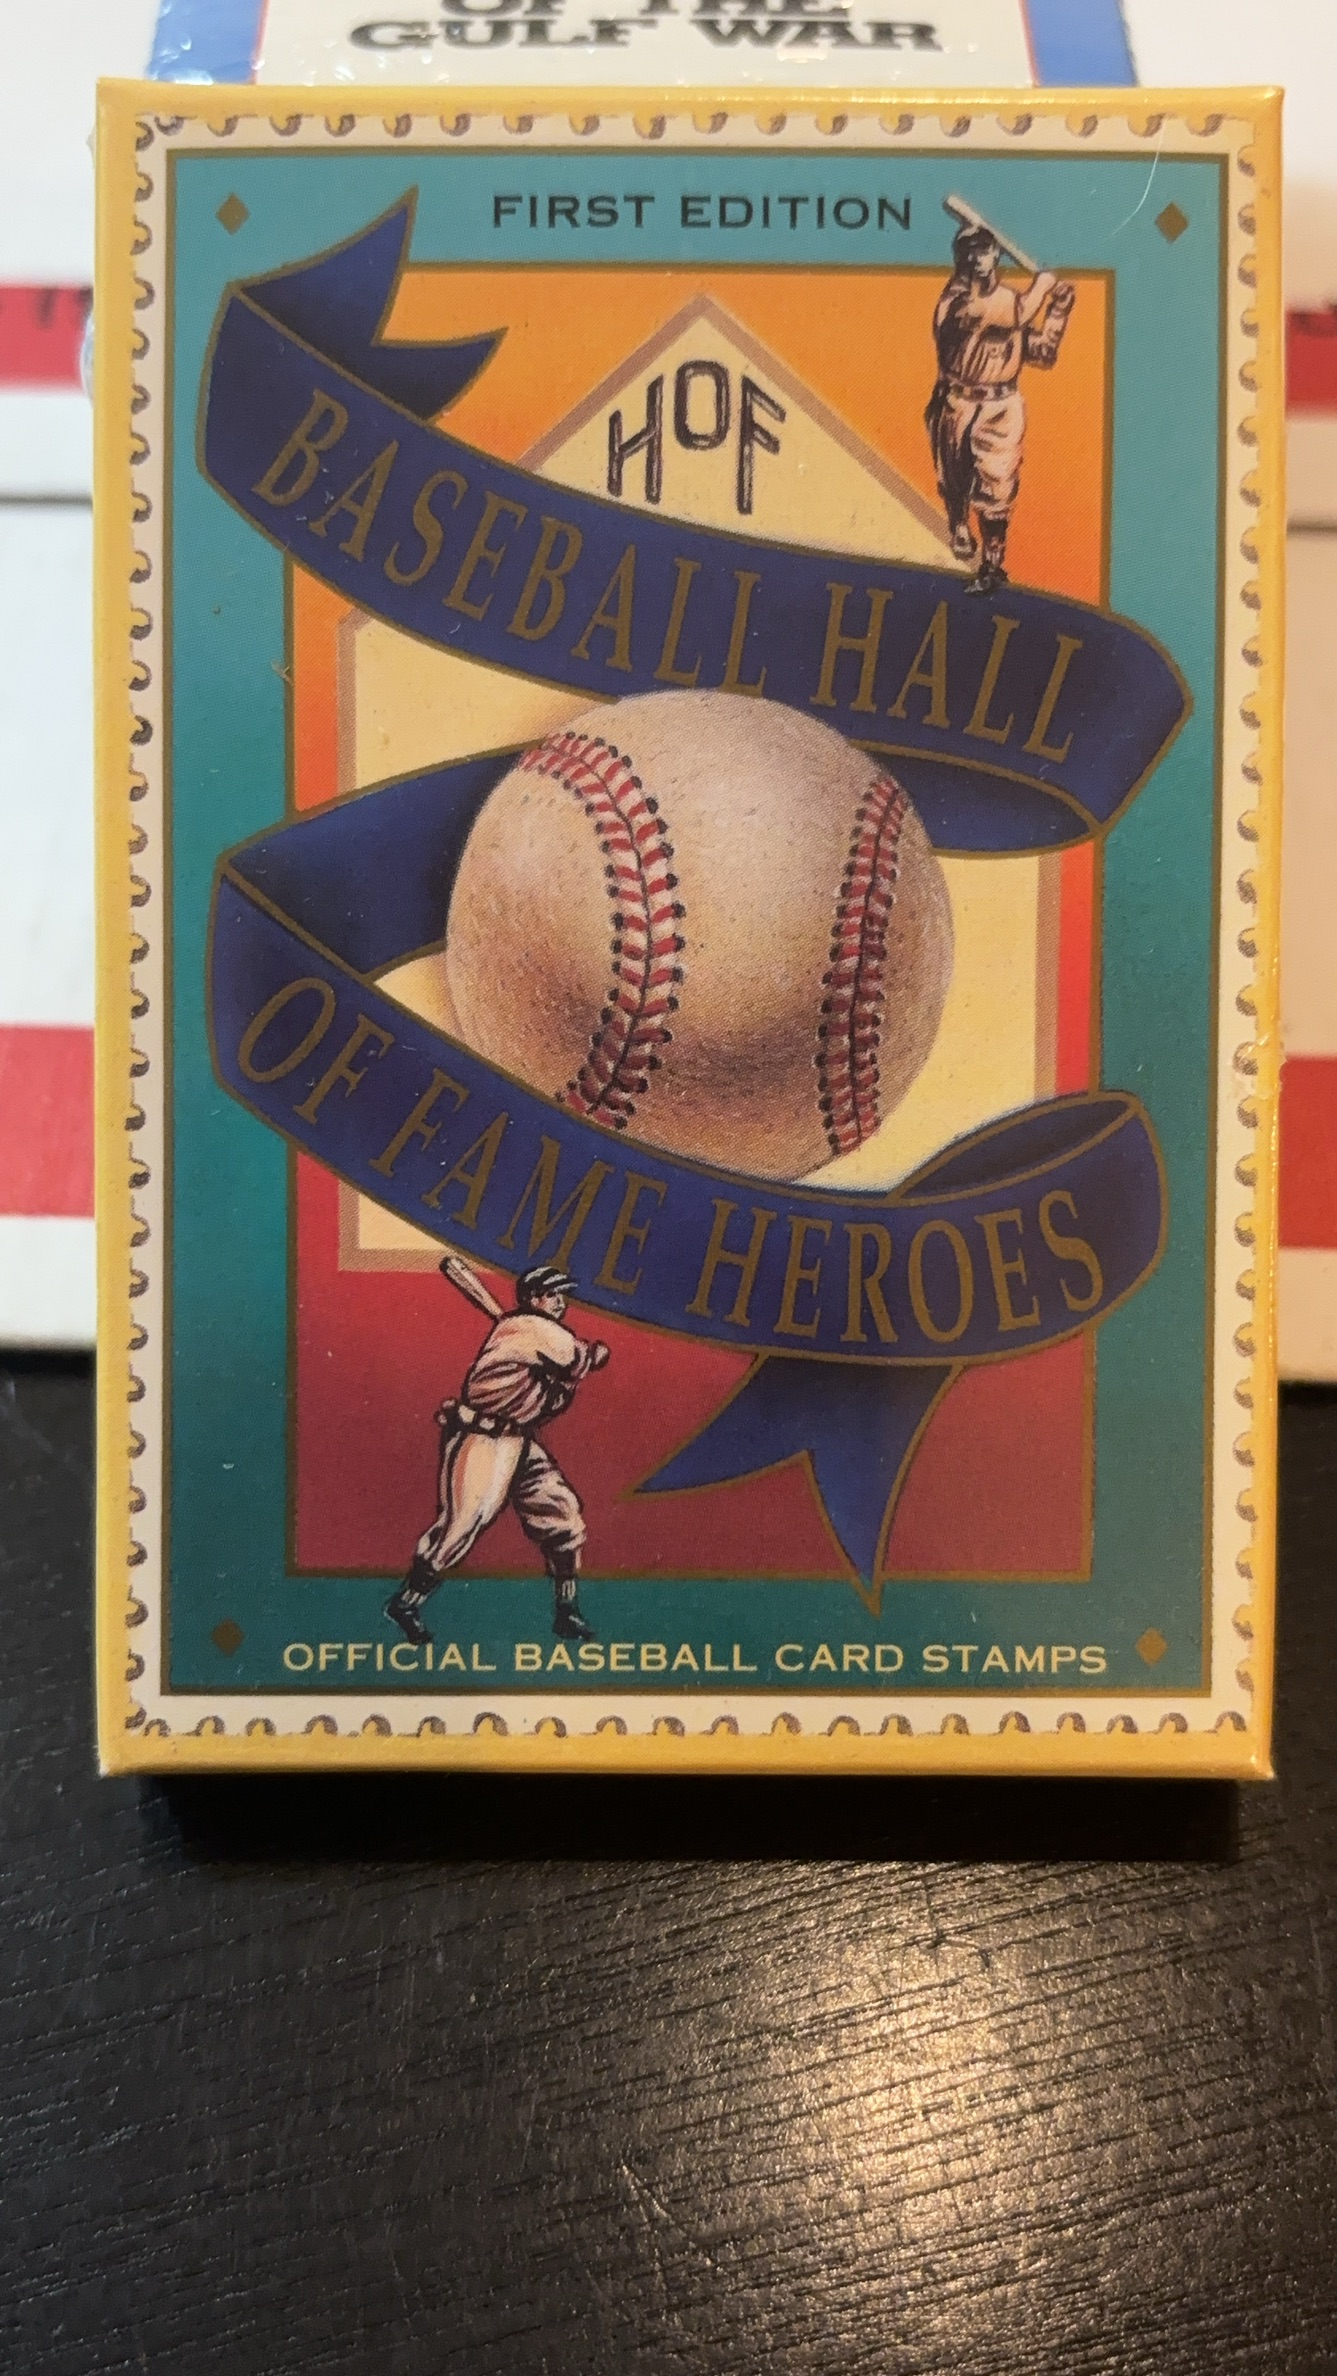 OF THE
GULF WAR
FIRST EDITION
HOF
BASEBALL HALL
OF FAME HEROES
OFFICIAL BASEBALL CARD STAMPS